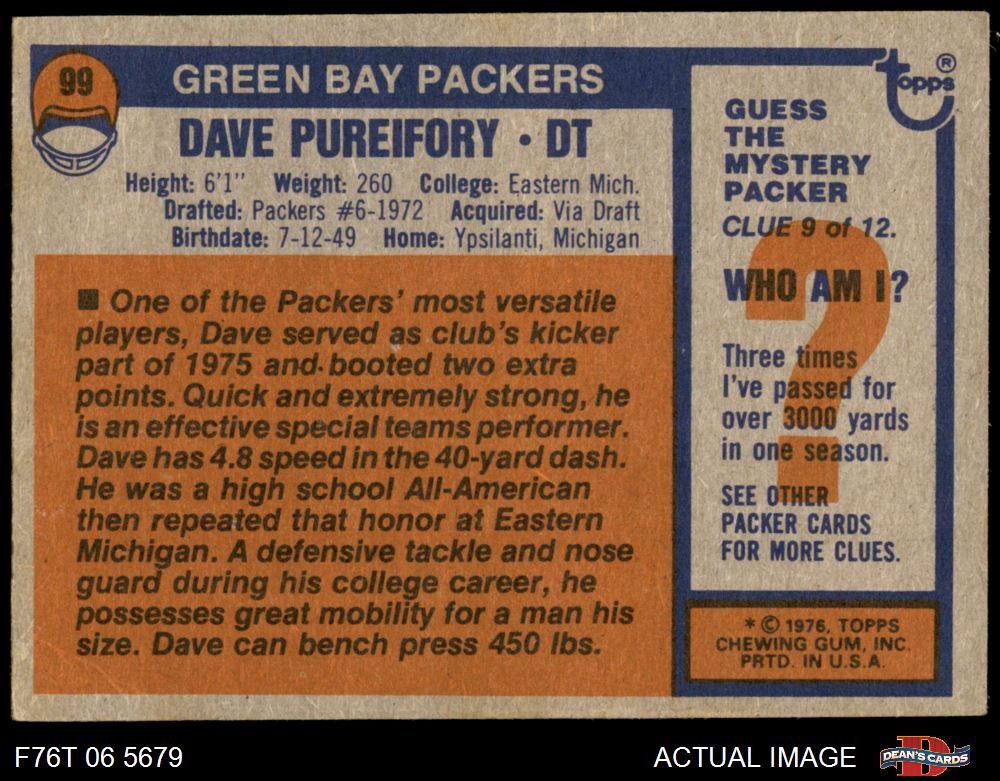 99
GREEN BAY PACKERS
DAVE PUREIFORY • DT
Height: 6'1" Weight: 260 College: Eastern Mich.
Drafted: Packers #6-1972 Acquired: Via Draft
Birthdate: 7-12-49 Home: Ypsilanti, Michigan
■ One of the Packers' most versatile
players, Dave served as club's kicker
part of 1975 and booted two extra
points. Quick and extremely strong, he
is an effective special teams performer.
Dave has 4.8 speed in the 40-yard dash.
He was a high school All-American
then repeated that honor at Eastern
Michigan. A defensive tackle and nose
guard during his college career, he
possesses great mobility for a man his
size. Dave can bench press 450 lbs.
topps®
GUESS
THE
MYSTERY
PACKER
CLUE 9 of 12.
WHO AM I?
?
Three times
I've passed for
over 3000 yards
in one season.
SEE OTHER
PACKER CARDS
FOR MORE CLUES.
* © 1976, TOPPS
CHEWING GUM, INC.
PRTD. IN U.S.A.
F76T 06 5679
ACTUAL IMAGE
D
DEAN'S CARDS